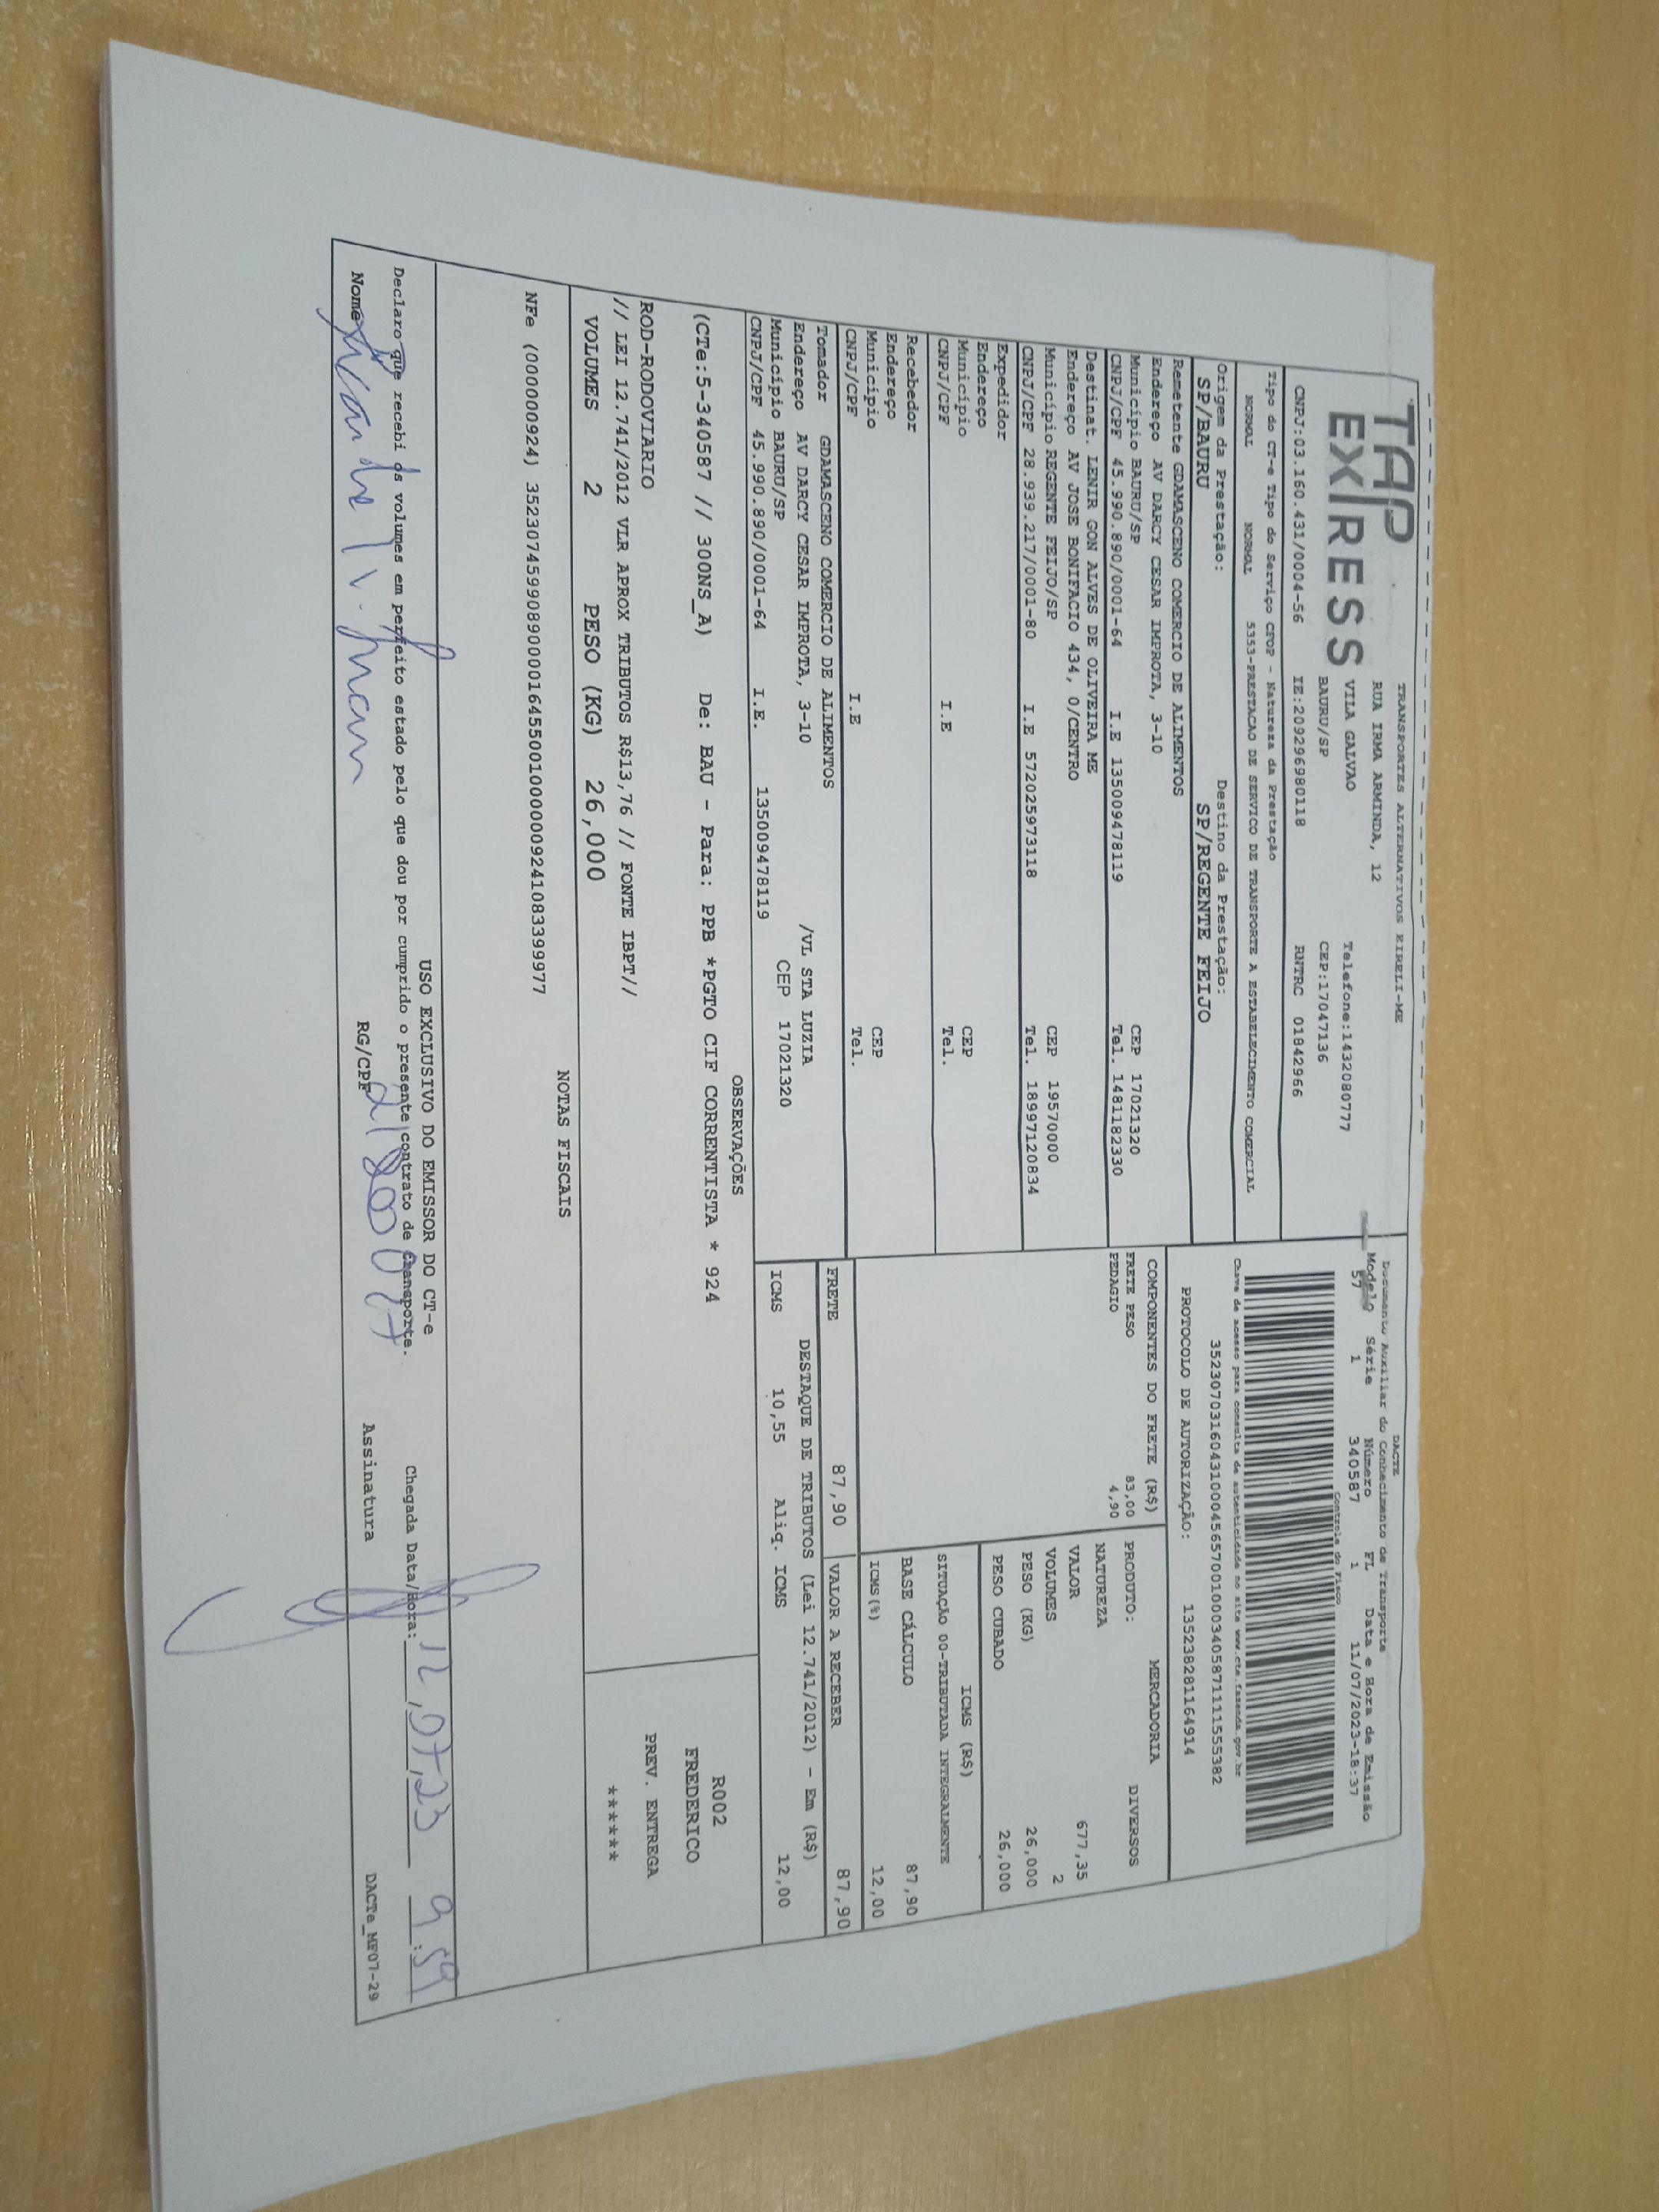 TAP EXPRESS
TRANSPORTES ALTERNATIVOS EIRELI-ME
RUA IRMA ARMINDA, 12
VILA GALVAO Telefone:1432080777
BAURU/SP CEP:17047136
CNPJ:03.160.431/0004-56 IE:209296980118 RNTRC 01842966
DACTE
Documento Auxiliar do Conhecimento de Transporte
Modelo Série Número FL Data e Hora de Emissão
57 1 340587 1 11/07/2023-18:37
Controle do Fisco
Chave de acesso para consulta de autenticidade no site www.cte.fazenda.gov.br
35230703160431000456570010003405871111555382
PROTOCOLO DE AUTORIZAÇÃO: 135238281164914
Tipo do CT-e Tipo do Serviço CFOP - Natureza da Prestação
NORMAL NORMAL 5353-PRESTACAO DE SERVICO DE TRANSPORTE A ESTABELECIMENTO COMERCIAL
Origem da Prestação: Destino da Prestação:
SP/BAURU SP/REGENTE FEIJO
Remetente GDAMASCENO COMERCIO DE ALIMENTOS
Endereço AV DARCY CESAR IMPROTA, 3-10
Município BAURU/SP CEP 17021320
CNPJ/CPF 45.990.890/0001-64 I.E 135009478119 Tel. 1481182330
Destinat. LENIR GON ALVES DE OLIVEIRA ME
Endereço AV JOSE BONIFACIO 434, 0/CENTRO
Município REGENTE FEIJO/SP CEP 19570000
CNPJ/CPF 28.939.217/0001-80 I.E 572025973118 Tel. 18997120834
Expedidor
Endereço
Município CEP
CNPJ/CPF I.E Tel.
Recebedor
Endereço
Município CEP
CNPJ/CPF I.E Tel.
Tomador GDAMASCENO COMERCIO DE ALIMENTOS
Endereço AV DARCY CESAR IMPROTA, 3-10 /VL STA LUZIA
Município BAURU/SP CEP 17021320
CNPJ/CPF 45.990.890/0001-64 I.E. 135009478119
COMPONENTES DO FRETE (R$)
FRETE PESO 83,00
PEDAGIO 4,90
MERCADORIA
PRODUTO: DIVERSOS
NATUREZA
VALOR 677,35
VOLUMES 2
PESO (KG) 26,000
PESO CUBADO 26,000
ICMS (R$)
SITUAÇÃO 00-TRIBUTADA INTEGRALMENTE
BASE CÁLCULO 87,90
ICMS(%) 12,00
FRETE 87,90 VALOR A RECEBER 87,90
DESTAQUE DE TRIBUTOS (Lei 12.741/2012) - Em (R$)
ICMS 10,55 Aliq. ICMS 12,00
OBSERVAÇÕES
(CTe:5-340587 // 300NS_A) De: BAU - Para: PPB *PGTO CIF CORRENTISTA * 924
ROD-RODOVIARIO
// LEI 12.741/2012 VLR APROX TRIBUTOS R$13,76 // FONTE IBPT//
R002
FREDERICO
PREV. ENTREGA
******
VOLUMES 2 PESO (KG) 26,000
NOTAS FISCAIS
NFe (000000924) 35230745990890000164550010000009241083399977
USO EXCLUSIVO DO EMISSOR DO CT-e
Declaro que recebi os volumes em perfeito estado pelo que dou por cumprido o presente contrato de transporte. Chegada Data/Hora: 12,07,23 9:59
Nome RG/CPF Assinatura
DACTe_MF07-29